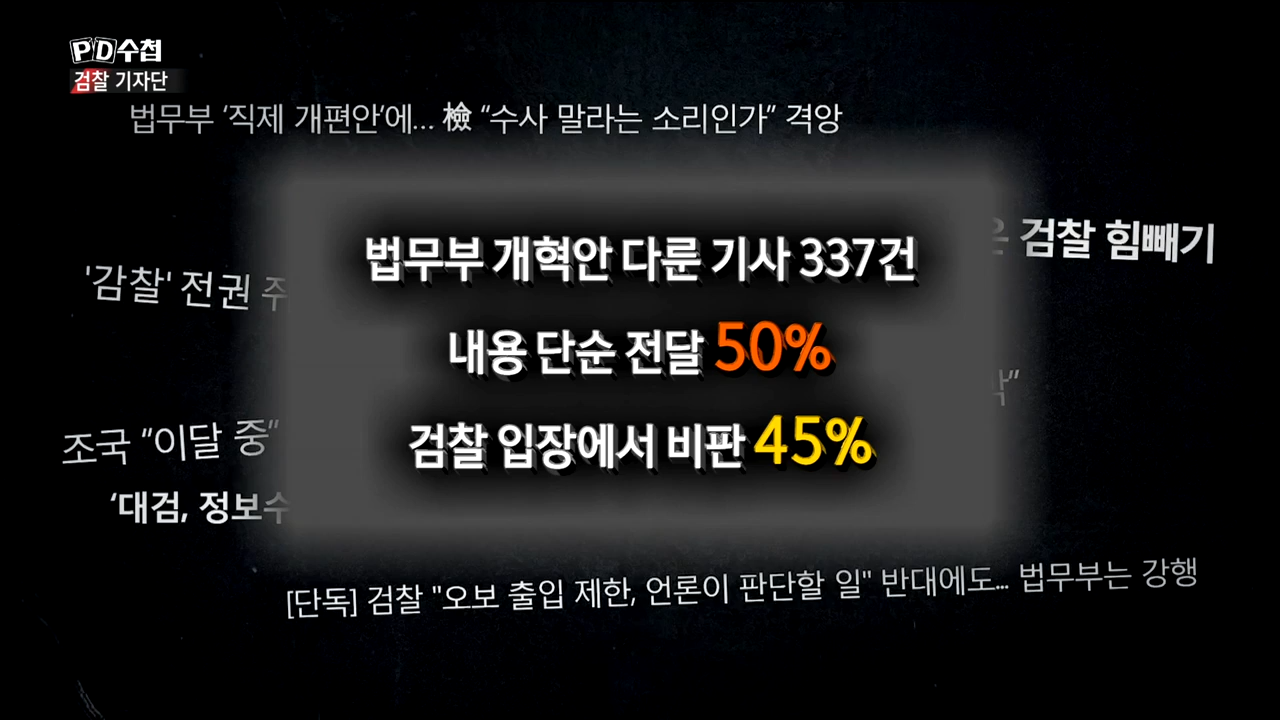 PD수첩
검찰 기자단
법무부 ‘직제 개편안’에... 檢 “수사 말라는 소리인가” 격앙
검찰 힘빼기
법무부 개혁안 다룬 기사 337건
'감찰' 전권
내용 단순 전달 50%
조국 “이달 중”
검찰 입장에서 비판 45%
‘대검, 정보수
[단독] 검찰 "오보 출입 제한, 언론이 판단할 일" 반대에도... 법무부는 강행